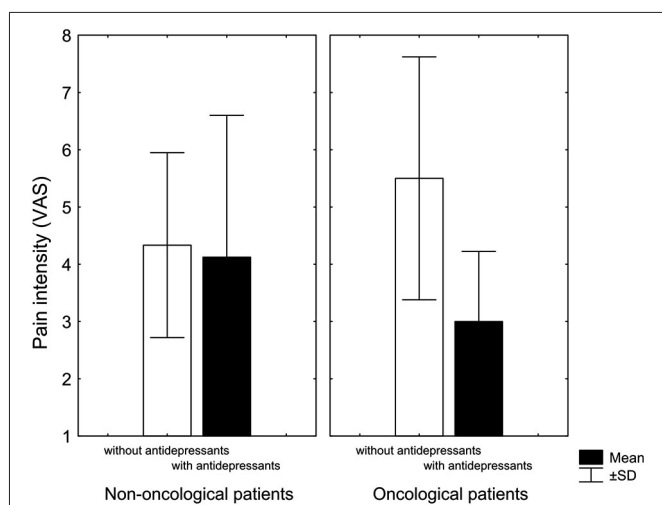 Pain intensity (VAS)
8
7
6
5
4
3
2
1
without antidepressants
with antidepressants
Non-oncological patients
without antidepressants
with antidepressants
Oncological patients
Mean
±SD